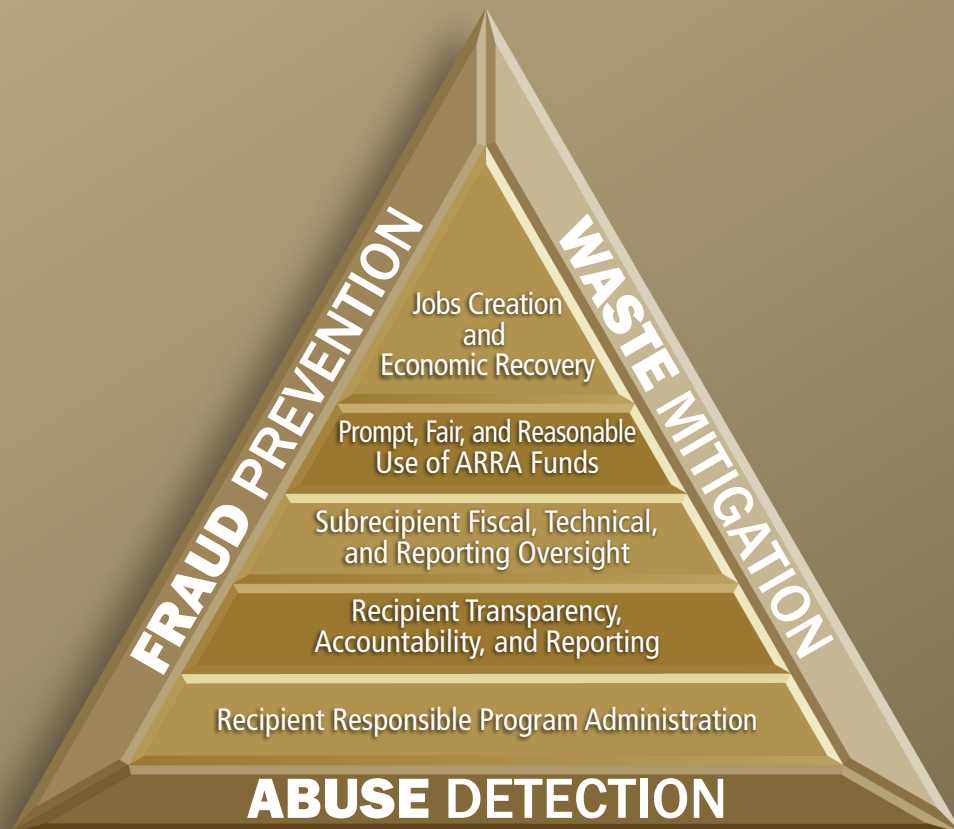 FRAUD PREVENTION
WASTE MITIGATION
Jobs Creation
and
Economic Recovery
Prompt, Fair, and Reasonable
Use of ARRA Funds
Subrecipient Fiscal, Technical,
and Reporting Oversight
Recipient Transparency,
Accountability, and Reporting
Recipient Responsible Program Administration
ABUSE DETECTION